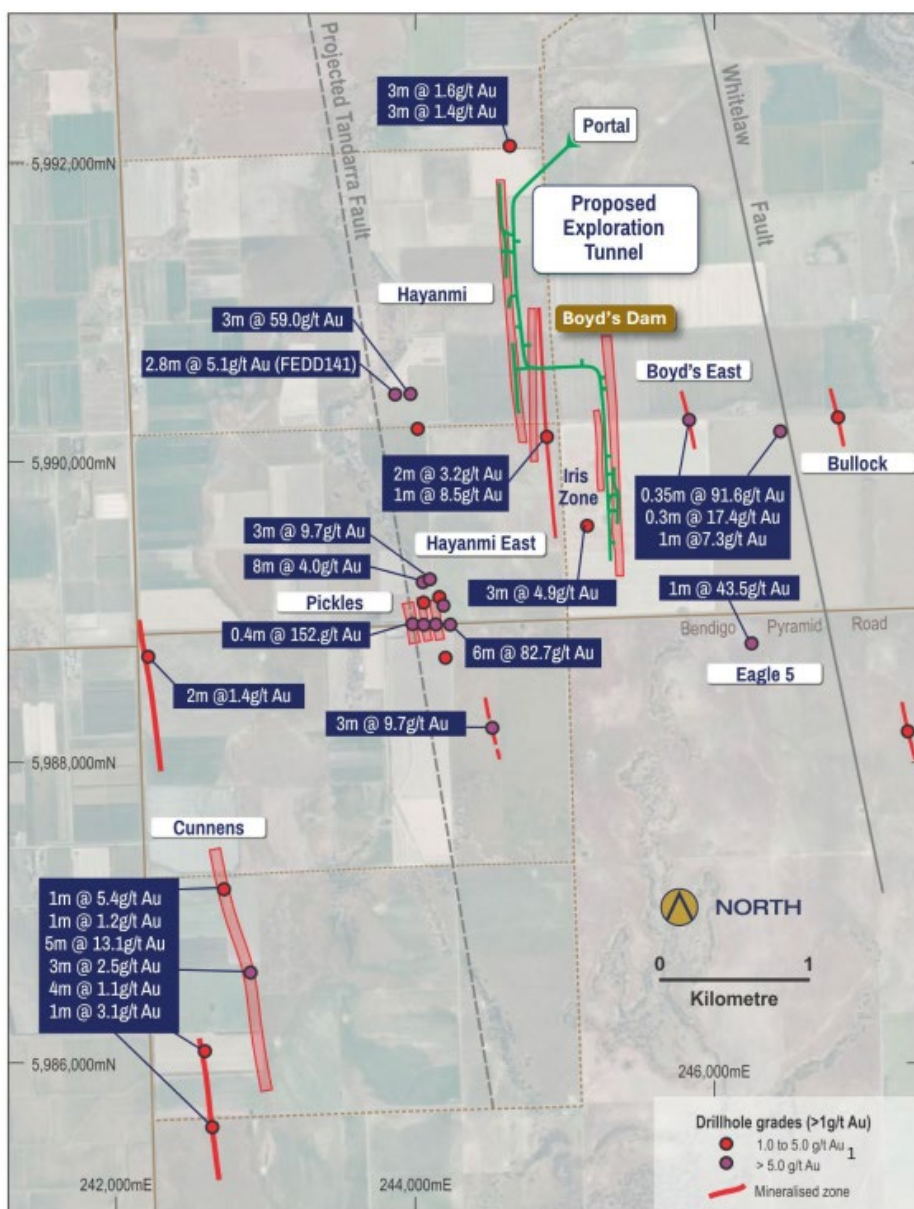 Projected Tandarra Fault
Whitelaw
Fault
3m @ 1.6g/t Au
3m @ 1.4g/t Au
Portal
5,992,000mN
Proposed
Exploration
Tunnel
Hayanmi
3m @ 59.0g/t Au
Boyd's Dam
2.8m @ 5.1g/t Au (FEDD141)
Boyd's East
5,990,000mN
2m @ 3.2g/t Au
1m @ 8.5g/t Au
Iris
Zone
Bullock
0.35m @ 91.6g/t Au
0.3m @ 17.4g/t Au
1m @7.3g/t Au
3m @ 9.7g/t Au
Hayanmi East
8m @ 4.0g/t Au
3m @ 4.9g/t Au
1m @ 43.5g/t Au
Pickles
0.4m @ 152.g/t Au
6m @ 82.7g/t Au
Bendigo Pyramid Road
Eagle 5
2m @1.4g/t Au
3m @ 9.7g/t Au
5,988,000mN
Cunnens
1m @ 5.4g/t Au
1m @ 1.2g/t Au
5m @ 13.1g/t Au
3m @ 2.5g/t Au
4m @ 1.1g/t Au
1m @ 3.1g/t Au
NORTH
0 1
Kilometre
5,986,000mN
246,000mE
Drillhole grades (>1g/t Au)
1.0 to 5.0 g/t Au 1
> 5.0 g/t Au
Mineralised zone
242,000mE
244,000mE